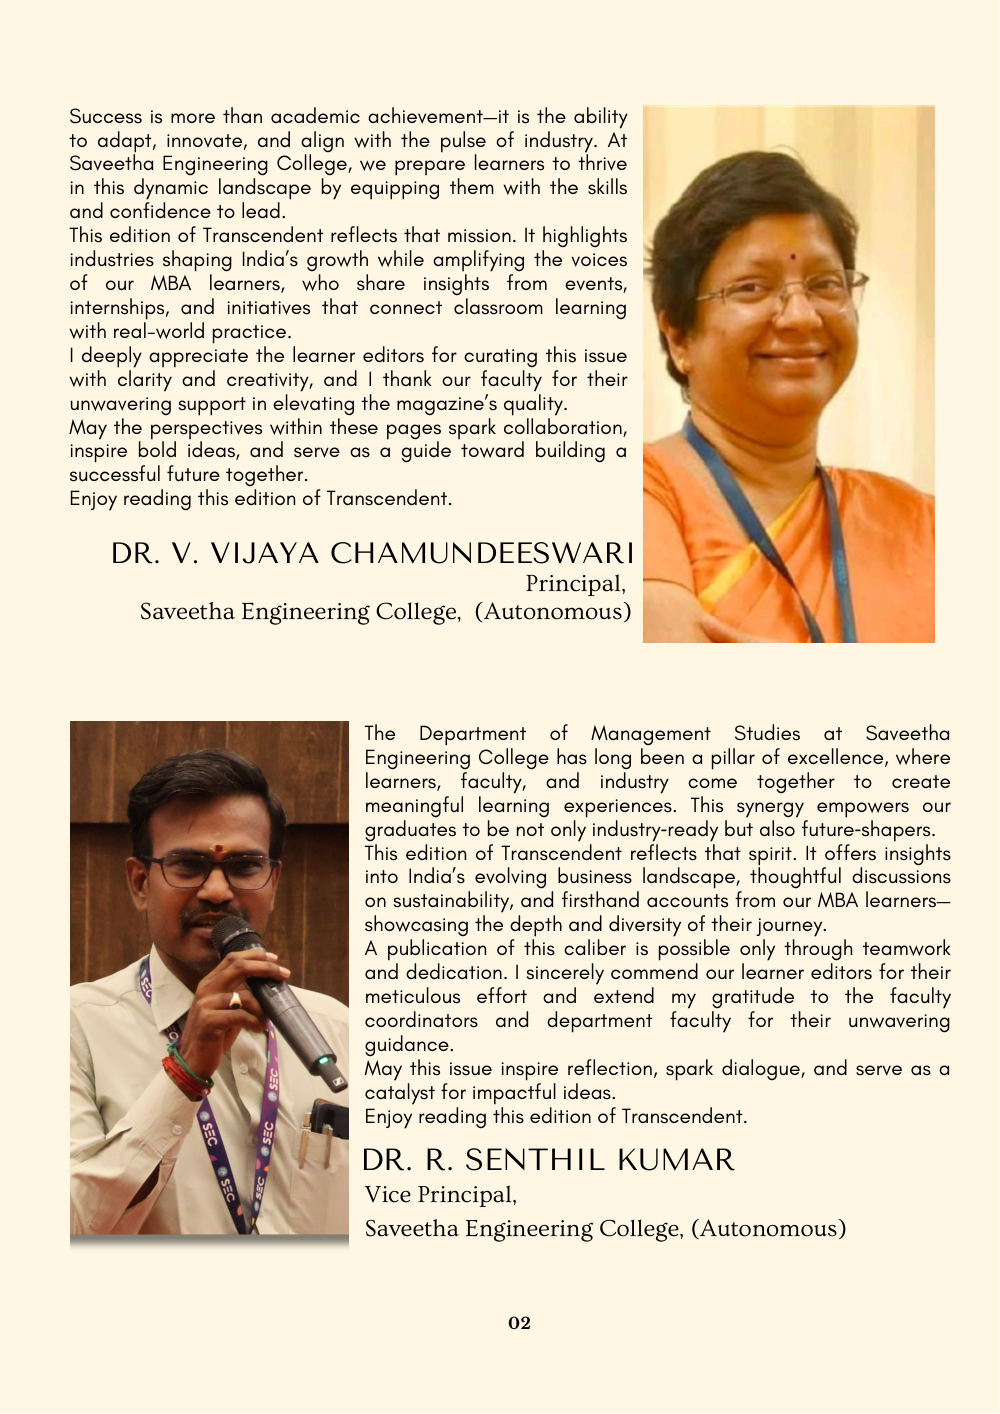 Success is more than academic achievement—it is the ability
to adapt, innovate, and align with the pulse of industry. At
Saveetha Engineering College, we prepare learners to thrive
in this dynamic landscape by equipping them with the skills
and confidence to lead.
This edition of Transcendent reflects that mission. It highlights
industries shaping India's growth while amplifying the voices
of our MBA learners, who share insights from events,
internships, and initiatives that connect classroom learning
with real-world practice.
I deeply appreciate the learner editors for curating this issue
with clarity and creativity, and I thank our faculty for their
unwavering support in elevating the magazine's quality.
May the perspectives within these pages spark collaboration,
inspire bold ideas, and serve as a guide toward building a
successful future together.
Enjoy reading this edition of Transcendent.
DR. V. VIJAYA CHAMUNDEESWARI
Principal,
Saveetha Engineering College, (Autonomous)
The Department of Management Studies at Saveetha
Engineering College has long been a pillar of excellence, where
learners, faculty, and industry come together to create
meaningful learning experiences. This synergy empowers our
graduates to be not only industry-ready but also future-shapers.
This edition of Transcendent reflects that spirit. It offers insights
into India's evolving business landscape, thoughtful discussions
on sustainability, and firsthand accounts from our MBA learners—
showcasing the depth and diversity of their journey.
A publication of this caliber is possible only through teamwork
and dedication. I sincerely commend our learner editors for their
meticulous effort and extend my gratitude to the faculty
coordinators and department faculty for their unwavering
guidance.
May this issue inspire reflection, spark dialogue, and serve as a
catalyst for impactful ideas.
Enjoy reading this edition of Transcendent.
DR. R. SENTHIL KUMAR
Vice Principal,
Saveetha Engineering College, (Autonomous)
SEC
SEC
SEC
SEC
SEC
SEC
02